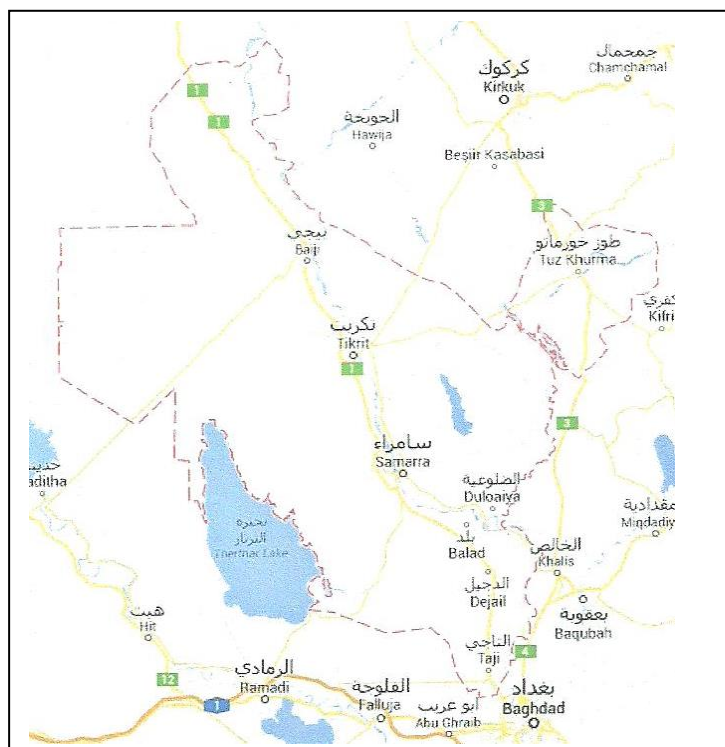 جمجمال
Chamchamal
كركوك
Kirkuk
1
1
الحويجة
Hawija
Beşiir Kasabasi
3
طوز خورماتو
Tuz Khurma
بيجي
Baiji
كفري
Kifri
تكريت
Tikrit
1
3
سامراء
Samarra
حديث
aditha
الضلوعية
Duloaiya
مقدادية
Miqdadiy
بحيرة
الثرثار
Therthar Lake
بلد
Balad
الخالص
Khalis
الدجيل
Dejail
بعقوبة
Baqubah
هيت
Hit
التاجي
Taji
4
12
الرمادي
Ramadi
1
الفلوجة
Falluja
أبو غريب
Abu Ghraib
بغداد
Baghdad